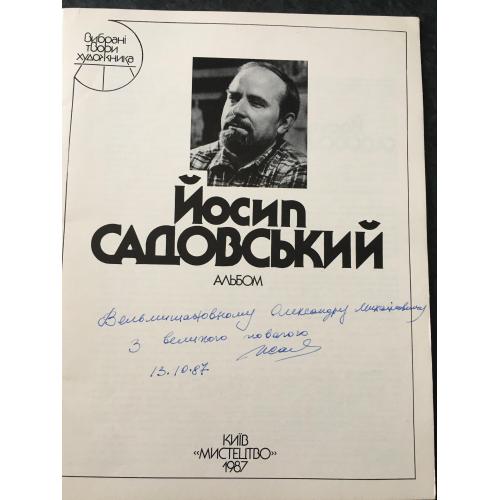 Вибрані
твори
художника
Йосип
САДОВСЬКИЙ
АЛЬБОМ
Вельмишановному Олександру Михайловичу
З великою повагою
13.10.87
КИЇВ
«МИСТЕЦТВО»
1987